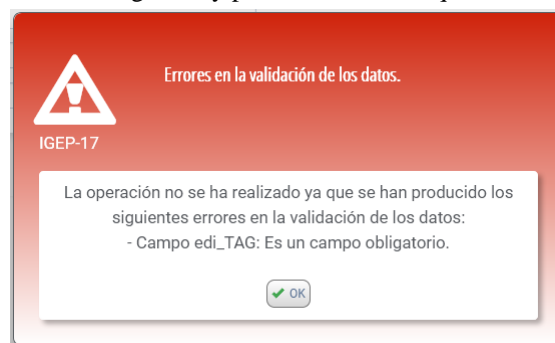 Errores en la validación de los datos.
IGEP-17
La operación no se ha realizado ya que se han producido los
siguientes errores en la validación de los datos:
- Campo edi_TAG: Es un campo obligatorio.
OK